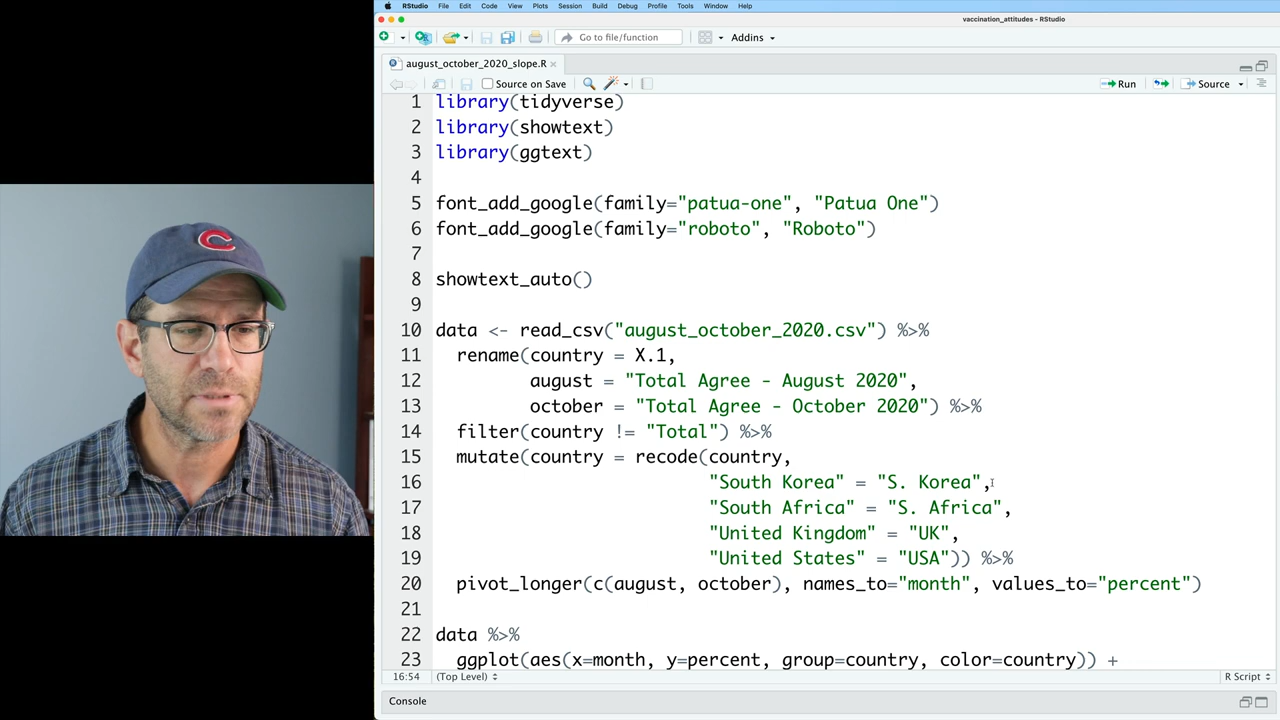 RStudio File Edit Code View Plots Session Build Debug Profile Tools Window Help
vaccination_attitudes - RStudio
Go to file/function Addins
august_october_2020_slope.R
Source on Save Run Source
1 library(tidyverse)
2 library(showtext)
3 library(ggtext)
4
5 font_add_google(family="patua-one", "Patua One")
6 font_add_google(family="roboto", "Roboto")
7
8 showtext_auto()
9
10 data <- read_csv("august_october_2020.csv") %>%
11 rename(country = X.1,
12 august = "Total Agree - August 2020",
13 october = "Total Agree - October 2020") %>%
14 filter(country != "Total") %>%
15 mutate(country = recode(country,
16 "South Korea" = "S. Korea",
17 "South Africa" = "S. Africa",
18 "United Kingdom" = "UK",
19 "United States" = "USA")) %>%
20 pivot_longer(c(august, october), names_to="month", values_to="percent")
21
22 data %>%
23 ggplot(aes(x=month, y=percent, group=country, color=country)) +
16:54 (Top Level) R Script
Console
C